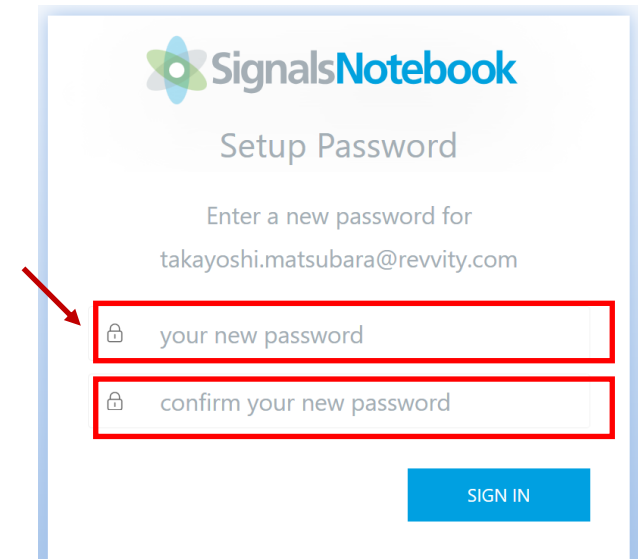 SignalsNotebook
Setup Password
Enter a new password for
takayoshi.matsubara@revvity.com
your new password
confirm your new password
SIGN IN